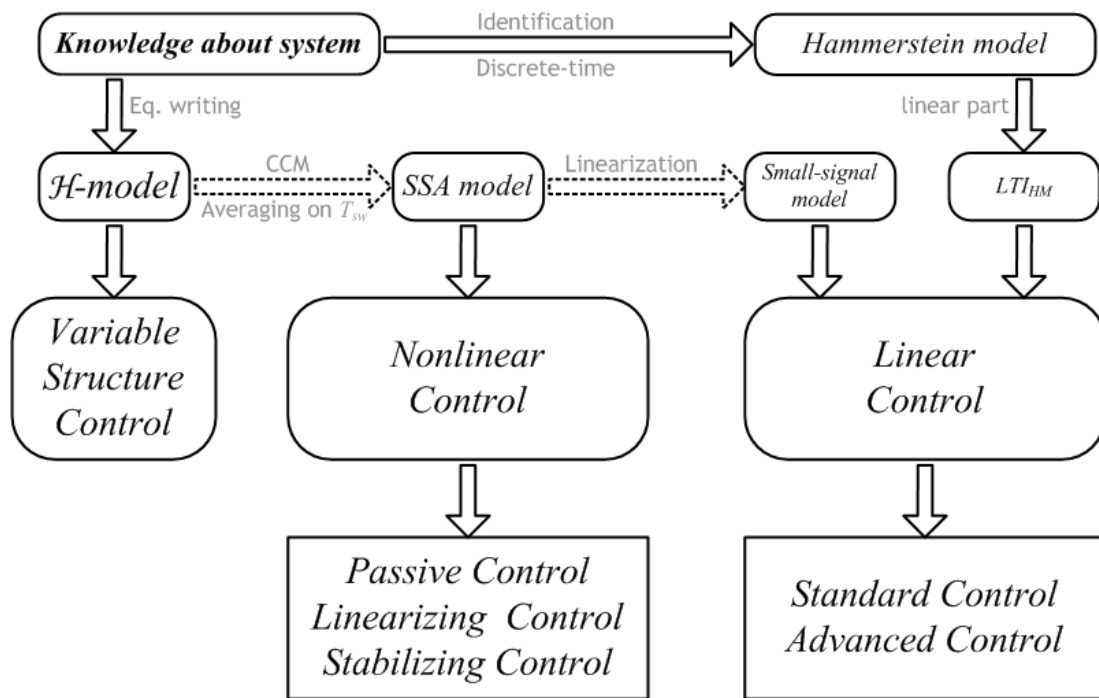 Identification
Knowledge about system
Hammerstein model
Discrete-time
Eq. writing
linear part
CCM
Linearization
ℋ-model
SSA model
Small-signal
model
LTI_HM
Averaging on T_sw
Variable
Structure
Control
Nonlinear
Control
Linear
Control
Passive Control
Linearizing Control
Stabilizing Control
Standard Control
Advanced Control